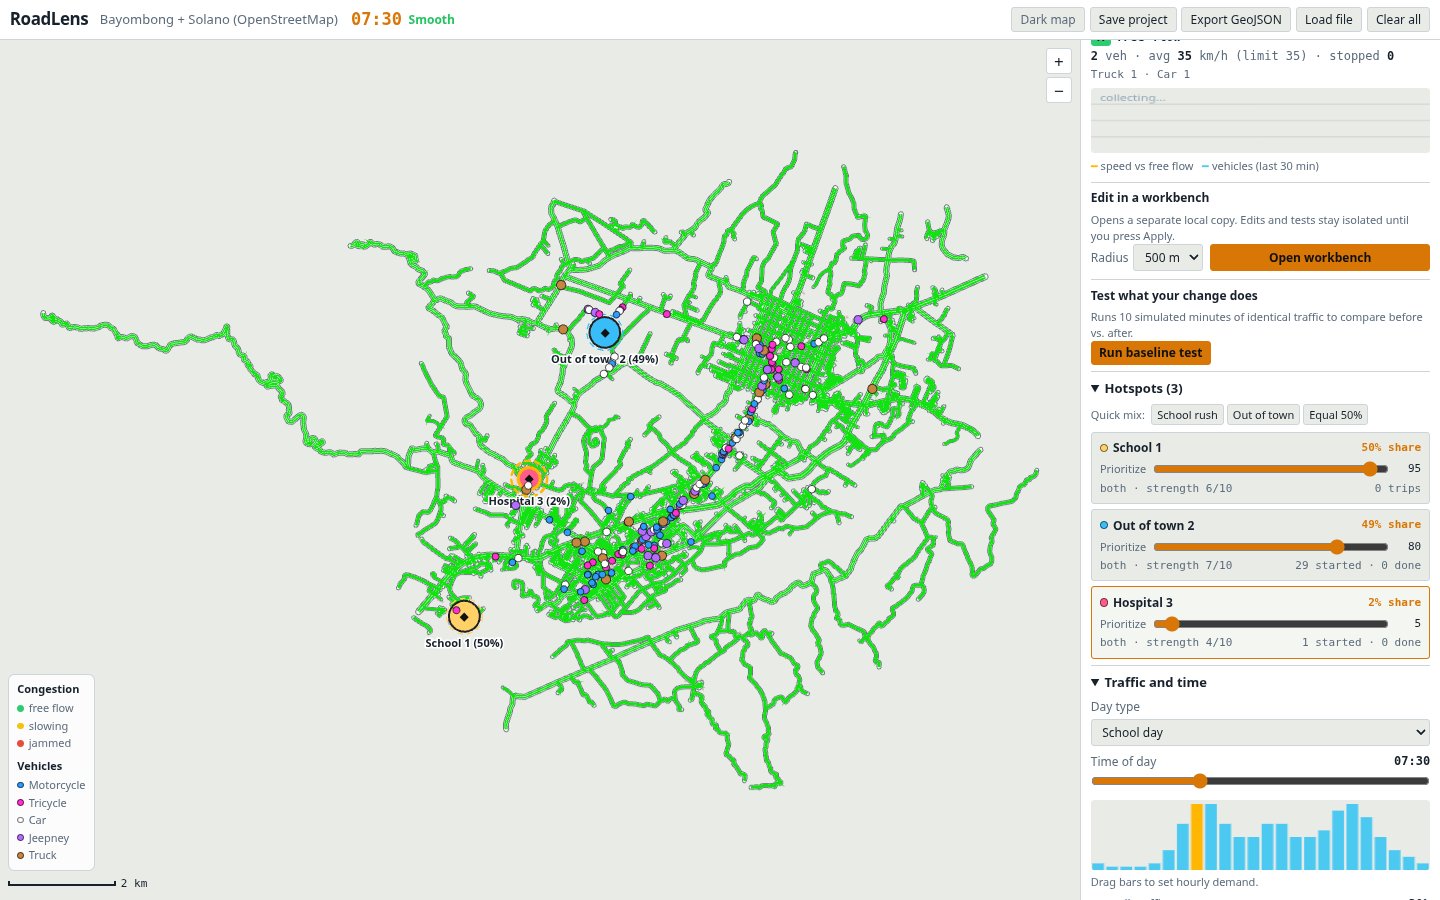 RoadLens Bayombong + Solano (OpenStreetMap) 07:30 Smooth
Dark map Save project Export GeoJSON Load file Clear all
+
−
Out of town 2 (49%)
Hospital 3 (2%)
School 1 (50%)
Congestion
free flow
slowing
jammed
Vehicles
Motorcycle
Tricycle
Car
Jeepney
Truck
2 km
2 veh · avg 35 km/h (limit 35) · stopped 0
Truck 1 · Car 1
collecting...
speed vs free flow vehicles (last 30 min)
Edit in a workbench
Opens a separate local copy. Edits and tests stay isolated until
you press Apply.
Radius 500 m Open workbench
Test what your change does
Runs 10 simulated minutes of identical traffic to compare before
vs. after.
Run baseline test
▼ Hotspots (3)
Quick mix: School rush Out of town Equal 50%
School 1 50% share
Prioritize 95
both · strength 6/10 0 trips
Out of town 2 49% share
Prioritize 80
both · strength 7/10 29 started · 0 done
Hospital 3 2% share
Prioritize 5
both · strength 4/10 1 started · 0 done
▼ Traffic and time
Day type
School day
Time of day 07:30
Drag bars to set hourly demand.